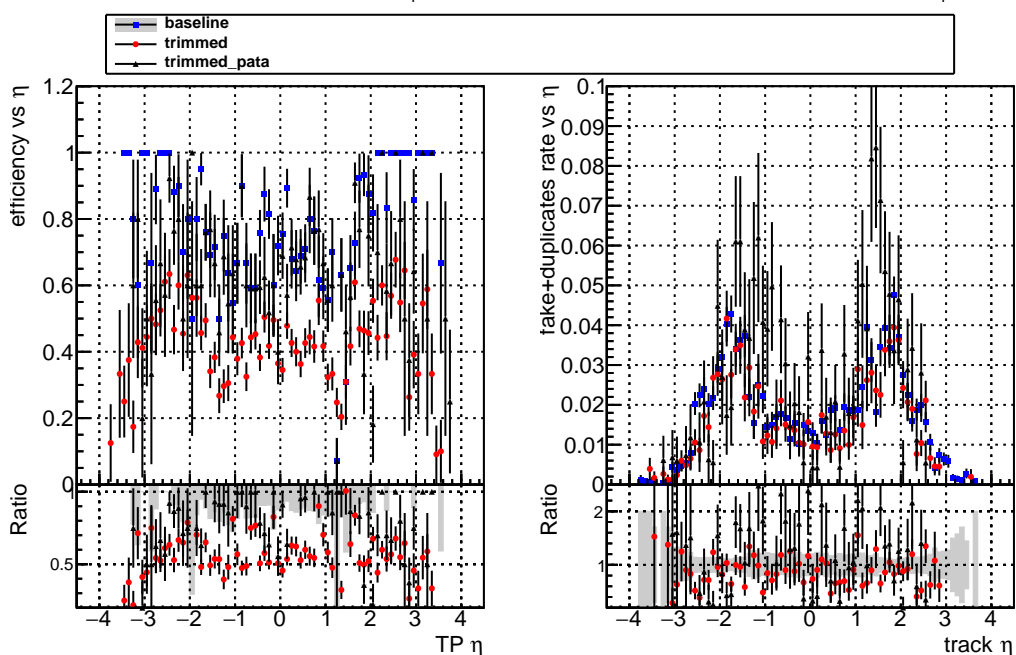 baseline
trimmed
trimmed_pata
efficiency vs η
1.2
1
0.8
0.6
0.4
0.2
0
Ratio
0.5
−4 −3 −2 −1 0 1 2 3 4
TP η
fake+duplicates rate vs η
0.1
0.09
0.08
0.07
0.06
0.05
0.04
0.03
0.02
0.01
0
Ratio
2
1
−4 −3 −2 −1 0 1 2 3 4
track η